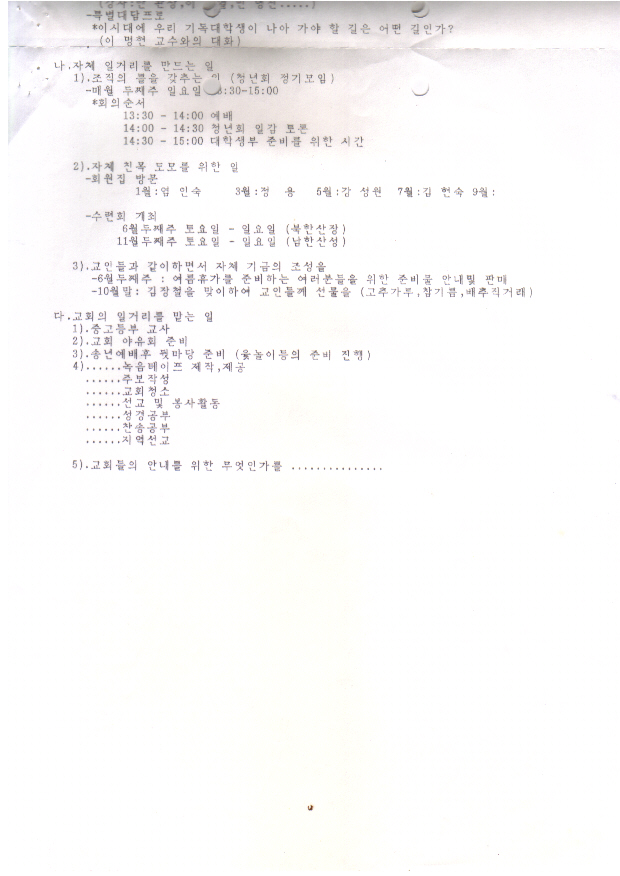 -특별대담프로
*이시대에 우리 기독대학생이 나아 가야 할 길은 어떤 길인가?
(이 명현 교수와의 대화)
나.자체 일거리를 만드는 일
1).조직의 틀을 갖추는 일 (청년회 정기모임)
-매월 두째주 일요일 :30-15:00
*회의순서
13:30 - 14:00 예배
14:00 - 14:30 청년회 일감 토론
14:30 - 15:00 대학생부 준비를 위한 시간
2).자체 친목 도모를 위한 일
-회원집 방문
1월:엄 인숙 3월:정 용 5월:강 성원 7월:김 현숙 9월:
-수련회 개최
6월두째주 토요일 - 일요일 (북한산장)
11월두째주 토요일 - 일요일 (남한산성)
3).교인들과 같이하면서 자체 기금의 조성을
-6월두째주 : 여름휴가를 준비하는 여러분들을 위한 준비물 안내및 판매
-10월말: 김장철을 맞이하여 교인들께 선물을 (고추가루,참기름,배추직거래)
다.교회의 일거리를 맡는 일
1).중고등부 교사
2).교회 야유회 준비
3).송년예배후 뒷마당 준비 (윷놀이등의 준비 진행)
4)......녹음테이프 제작,제공
......주보작성
......교회청소
......선교 및 봉사활동
......성경공부
......찬송공부
......지역선교
5).교회들의 안내를 위한 무엇인가를 ...............